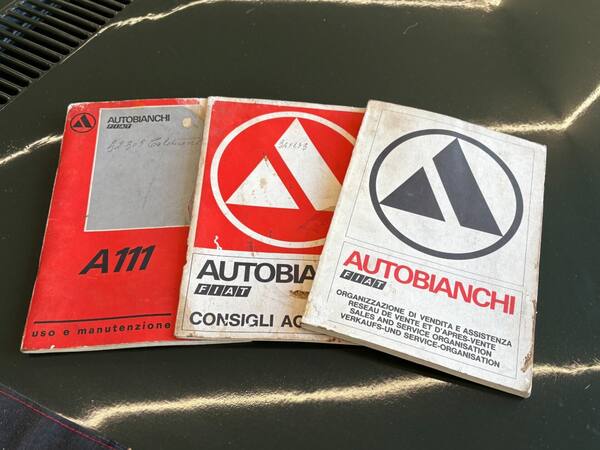 AUTOBIANCHI
FIAT
A111
uso e manutenzione
AUTOBIAN
FIAT
CONSIGLI AG
AUTOBIANCHI
FIAT
ORGANIZZAZIONE DI VENDITA E ASSISTENZA
RESEAU DE VENTE ET D'APRES-VENTE
SALES AND SERVICE ORGANISATION
VERKAUFS-UND SERVICE-ORGANISATION